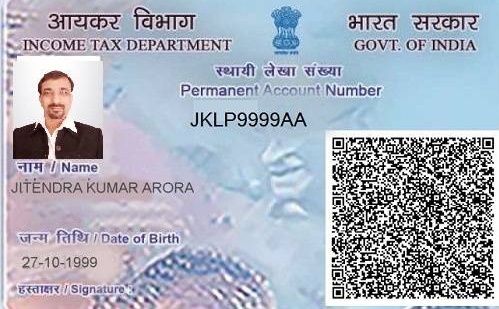 आयकर विभाग
INCOME TAX DEPARTMENT
भारत सरकार
GOVT. OF INDIA
स्थायी लेखा संख्या
Permanent Account Number
JKLP9999AA
नाम / Name
JITENDRA KUMAR ARORA
जन्म तिथि / Date of Birth
27-10-1999
हस्ताक्षर / Signature